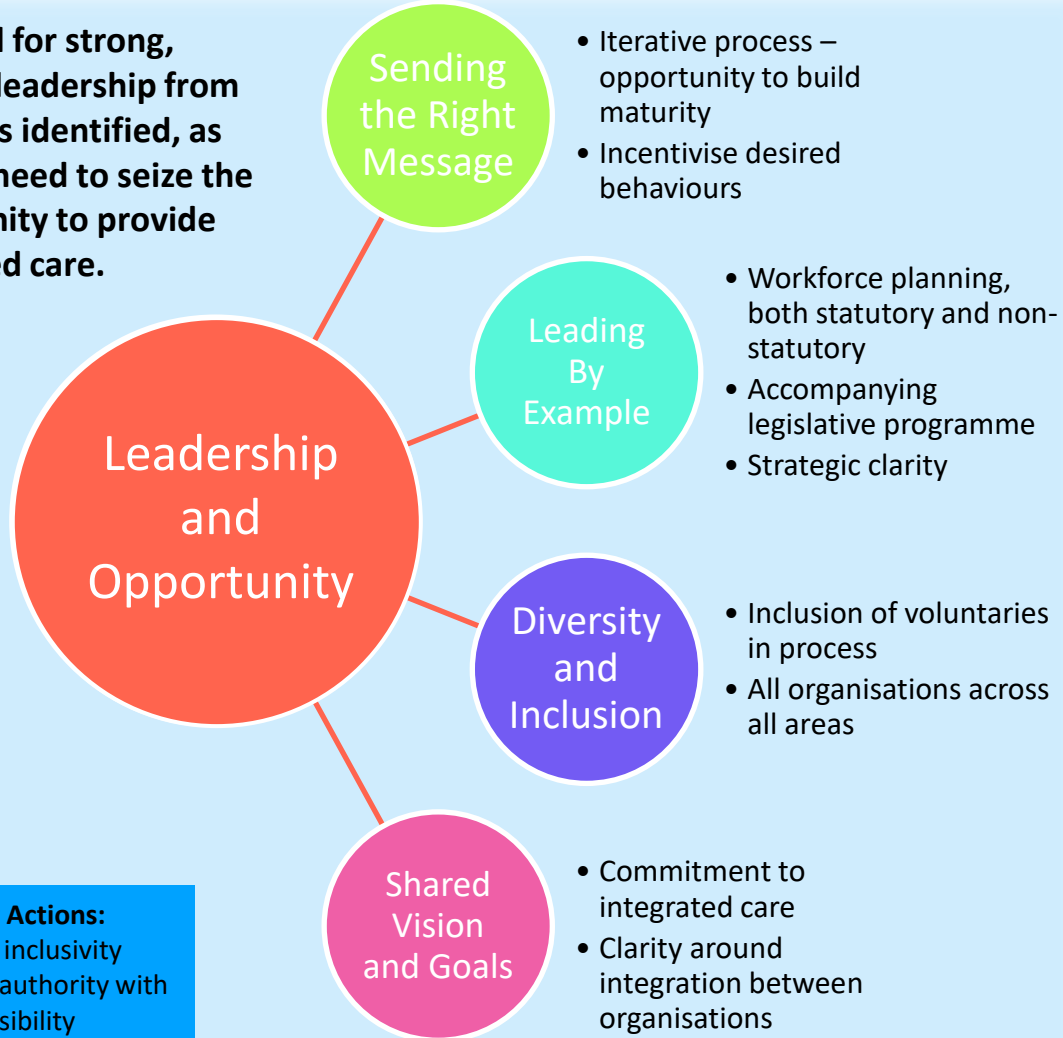 for strong,
leadership from
s identified, as
need to seize the
nity to provide
ed care.
Sending
the Right
Message
• Iterative process –
opportunity to build
maturity
• Incentivise desired
behaviours
Leading
By
Example
• Workforce planning,
both statutory and non-
statutory
• Accompanying
legislative programme
• Strategic clarity
Leadership
and
Opportunity
Diversity
and
Inclusion
• Inclusion of voluntaries
in process
• All organisations across
all areas
Shared
Vision
and Goals
• Commitment to
integrated care
• Clarity around
integration between
organisations
Actions:
inclusivity
authority with
sibility